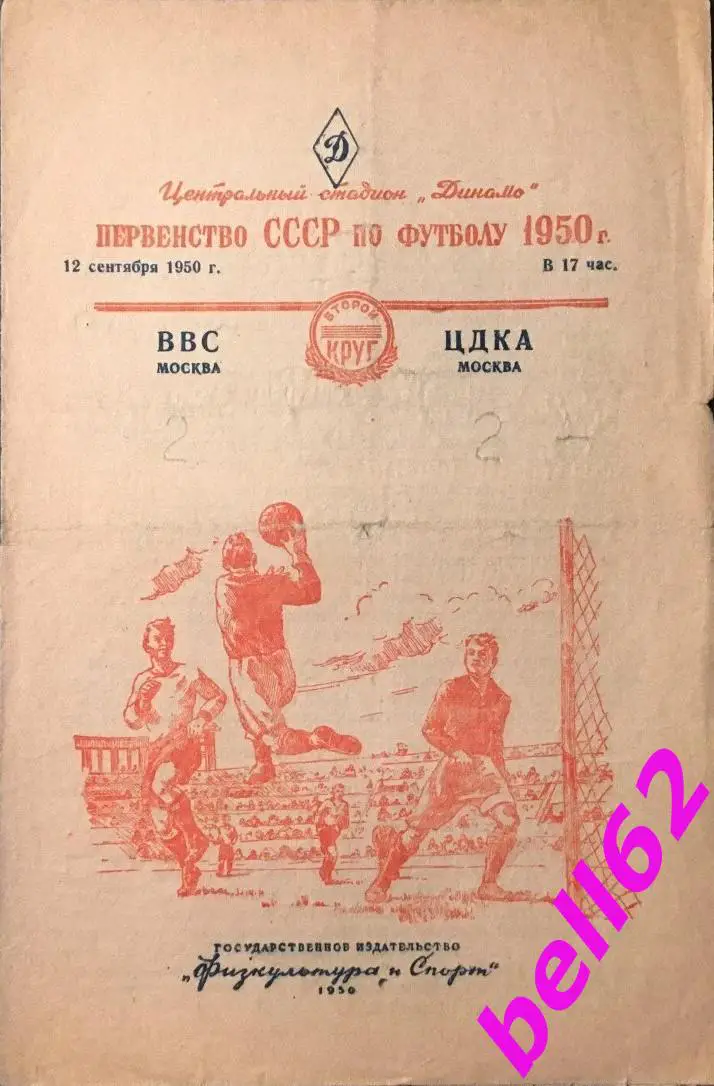 Д
Центральный стадион „Динамо"
ПЕРВЕНСТВО СССР ПО ФУТБОЛУ 1950 г.
12 сентября 1950 г. В 17 час.
ВТОРОЙ
КРУГ
ВВС ЦДКА
МОСКВА МОСКВА
2 2 –
ГОСУДАРСТВЕННОЕ ИЗДАТЕЛЬСТВО
„Физкультура и Спорт"
1950
bell62